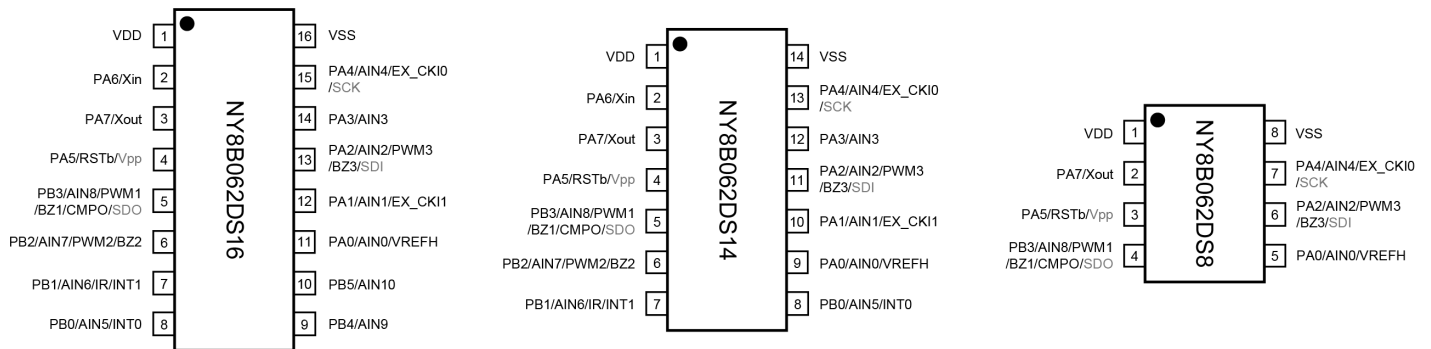 VDD 1
PA6/Xin 2
PA7/Xout 3
PA5/RSTb/Vpp 4
PB3/AIN8/PWM1
/BZ1/CMPO/SDO 5
PB2/AIN7/PWM2/BZ2 6
PB1/AIN6/IR/INT1 7
PB0/AIN5/INT0 8
NY8B062DS16
16 VSS
15 PA4/AIN4/EX_CKI0
/SCK
14 PA3/AIN3
13 PA2/AIN2/PWM3
/BZ3/SDI
12 PA1/AIN1/EX_CKI1
11 PA0/AIN0/VREFH
10 PB5/AIN10
9 PB4/AIN9
VDD 1
PA6/Xin 2
PA7/Xout 3
PA5/RSTb/Vpp 4
PB3/AIN8/PWM1
/BZ1/CMPO/SDO 5
PB2/AIN7/PWM2/BZ2 6
PB1/AIN6/IR/INT1 7
NY8B062DS14
14 VSS
13 PA4/AIN4/EX_CKI0
/SCK
12 PA3/AIN3
11 PA2/AIN2/PWM3
/BZ3/SDI
10 PA1/AIN1/EX_CKI1
9 PA0/AIN0/VREFH
8 PB0/AIN5/INT0
VDD 1
PA7/Xout 2
PA5/RSTb/Vpp 3
PB3/AIN8/PWM1
/BZ1/CMPO/SDO 4
NY8B062DS8
8 VSS
7 PA4/AIN4/EX_CKI0
/SCK
6 PA2/AIN2/PWM3
/BZ3/SDI
5 PA0/AIN0/VREFH